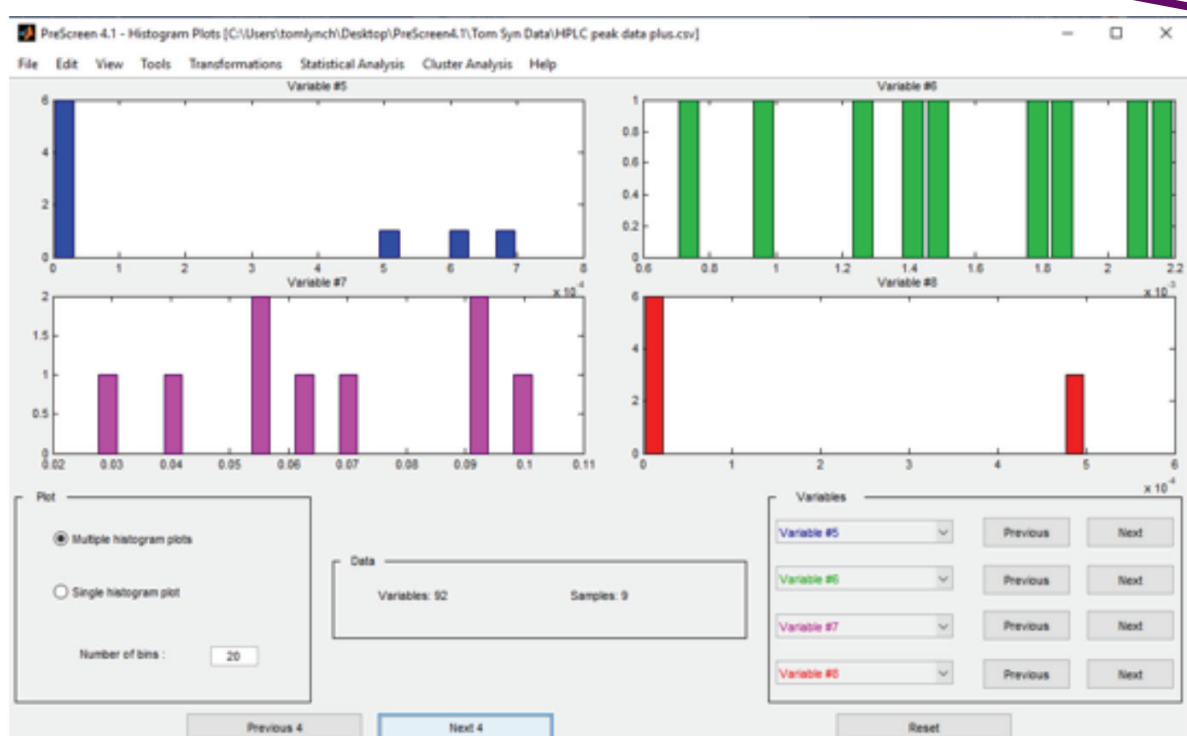 PreScreen 4.1 - Histogram Plots [C:\Users\tomlynch\Desktop\PreScreen4.1\Tom Syn Data\HPLC peak data plus.csv]
File Edit View Tools Transformations Statistical Analysis Cluster Analysis Help
Variable #5
6
4
2
0
0 1 2 3 4 5 6 7 8
x 10-4
Variable #6
1
0.8
0.6
0.4
0.2
0
0.6 0.8 1 1.2 1.4 1.6 1.8 2 2.2
x 10-3
Variable #7
2
1.5
1
0.5
0
0.02 0.03 0.04 0.05 0.06 0.07 0.08 0.09 0.1 0.11
Variable #8
6
4
2
0
0 1 2 3 4 5 6
x 10-4
Plot
Multiple histogram plots
Single histogram plot
Number of bins : 20
Data
Variables: 92 Samples: 9
Variables
Variable #5 Previous Next
Variable #6 Previous Next
Variable #7 Previous Next
Variable #8 Previous Next
Previous 4 Next 4 Reset